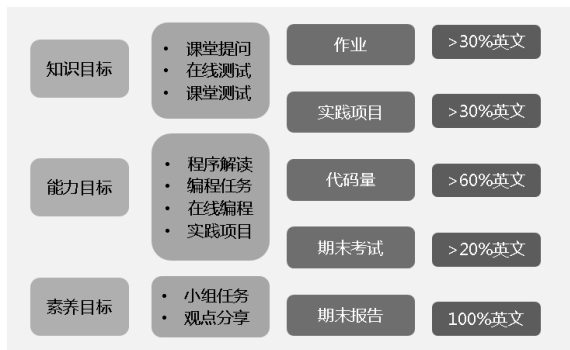 知识目标
• 课堂提问
• 在线测试
• 课堂测试
能力目标
• 程序解读
• 编程任务
• 在线编程
• 实践项目
素养目标
• 小组任务
• 观点分享
作业
>30%英文
实践项目
>30%英文
代码量
>60%英文
期末考试
>20%英文
期末报告
100%英文